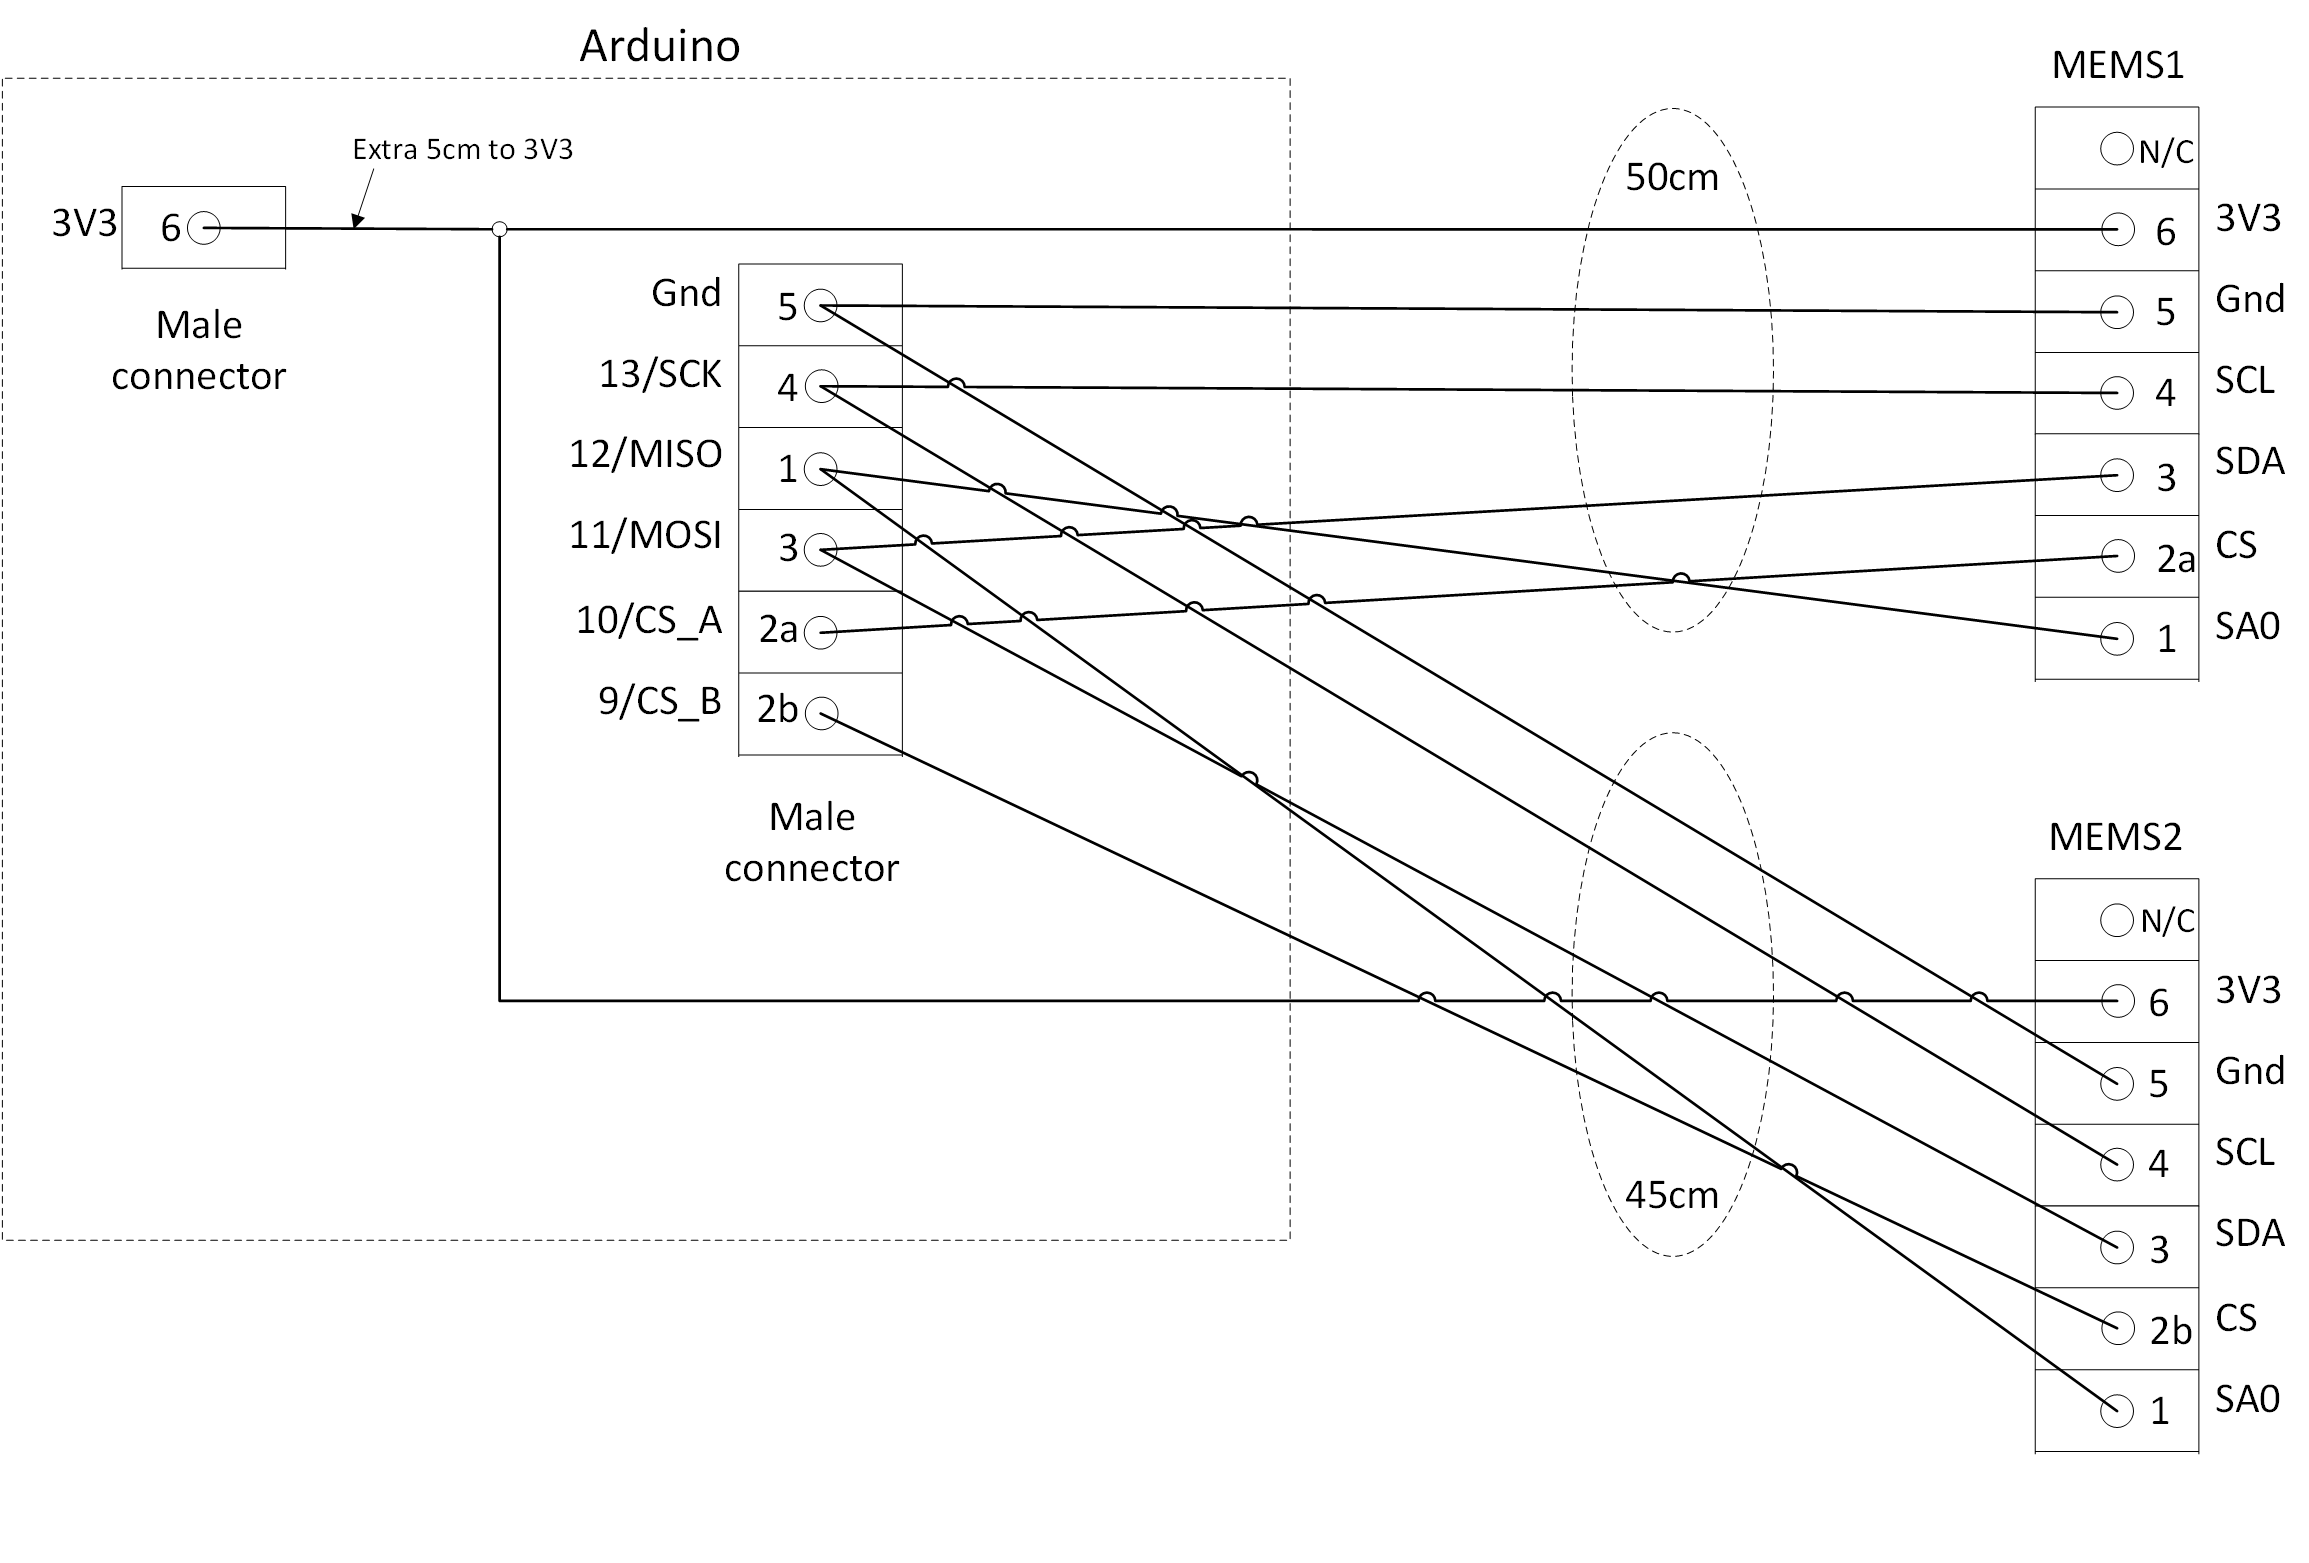 Arduino
Extra 5cm to 3V3
3V3
6
Male
connector
Gnd
5
13/SCK
4
12/MISO
1
11/MOSI
3
10/CS_A
2a
9/CS_B
2b
Male
connector
50cm
45cm
MEMS1
N/C
6
3V3
5
Gnd
4
SCL
3
SDA
2a
CS
1
SA0
MEMS2
N/C
6
3V3
5
Gnd
4
SCL
3
SDA
2b
CS
1
SA0